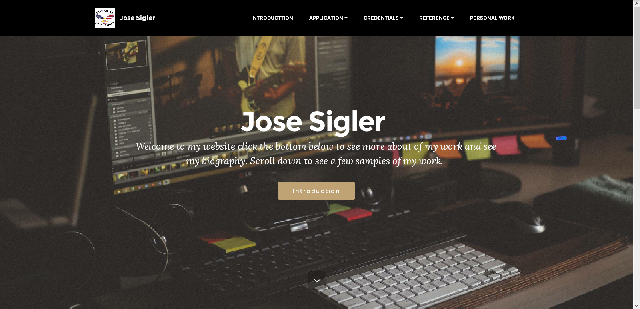 Jose Sigler
INTRODUCTION
APPLICATION
CREDENTIALS
REFERENCE
PERSONAL WORK
Jose Sigler
Welcome to my website click the bottom below to see more about of my work and see
my biography. Scroll down to see a few samples of my work.
Introduction